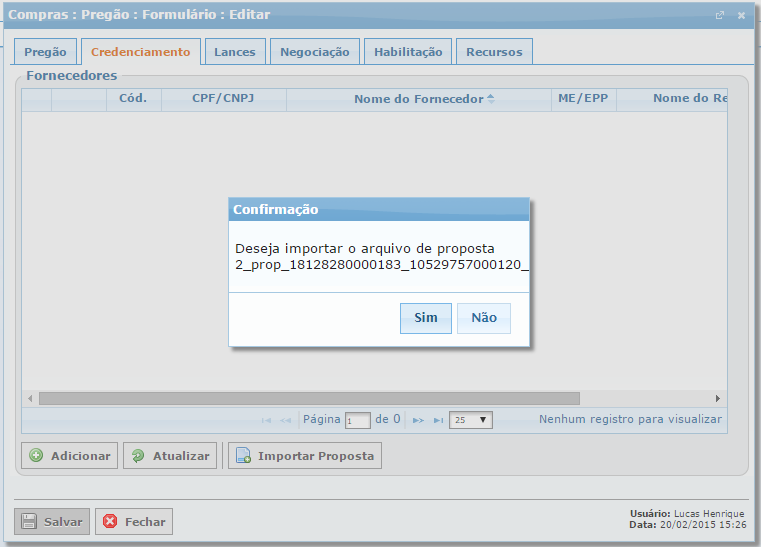 Compras : Pregão : Formulário : Editar
Pregão Credenciamento Lances Negociação Habilitação Recursos
Fornecedores
Cód. CPF/CNPJ Nome do Fornecedor ME/EPP Nome do Re
Confirmação
Deseja importar o arquivo de proposta
2_prop_18128280000183_10529757000120_
Sim Não
Página 1 de 0 25 Nenhum registro para visualizar
Adicionar Atualizar Importar Proposta
Salvar Fechar
Usuário: Lucas Henrique
Data: 20/02/2015 15:26